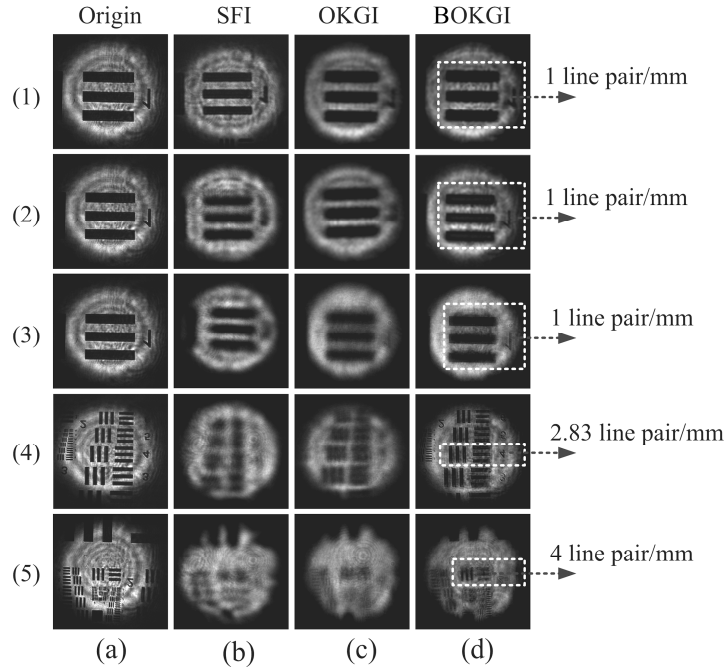 Origin SFI OKGI BOKGI
(1) 1 line pair/mm
(2) 1 line pair/mm
(3) 1 line pair/mm
(4) 2.83 line pair/mm
(5) 4 line pair/mm
(a) (b) (c) (d)